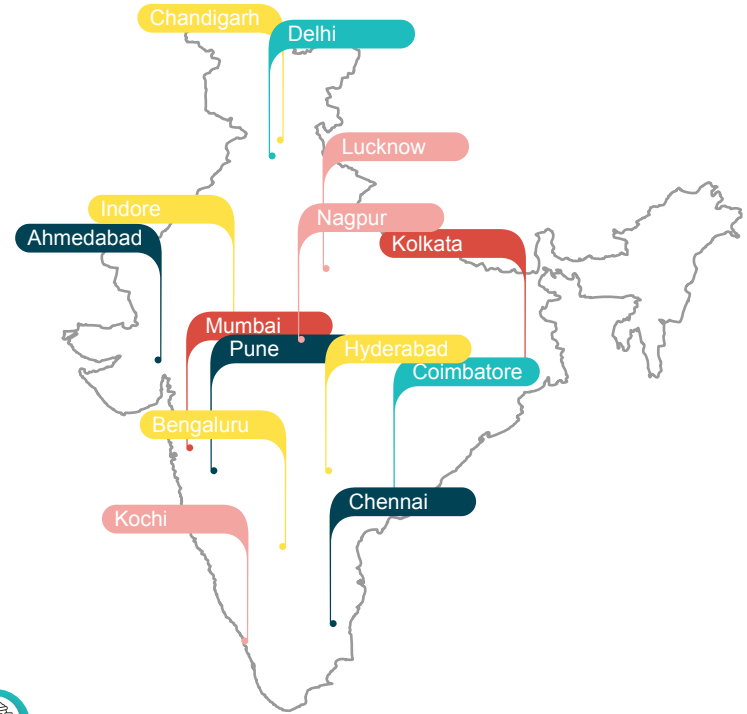 Chandigarh
Delhi
Lucknow
Indore
Nagpur
Ahmedabad
Kolkata
Mumbai
Pune
Hyderabad
Coimbatore
Bengaluru
Chennai
Kochi